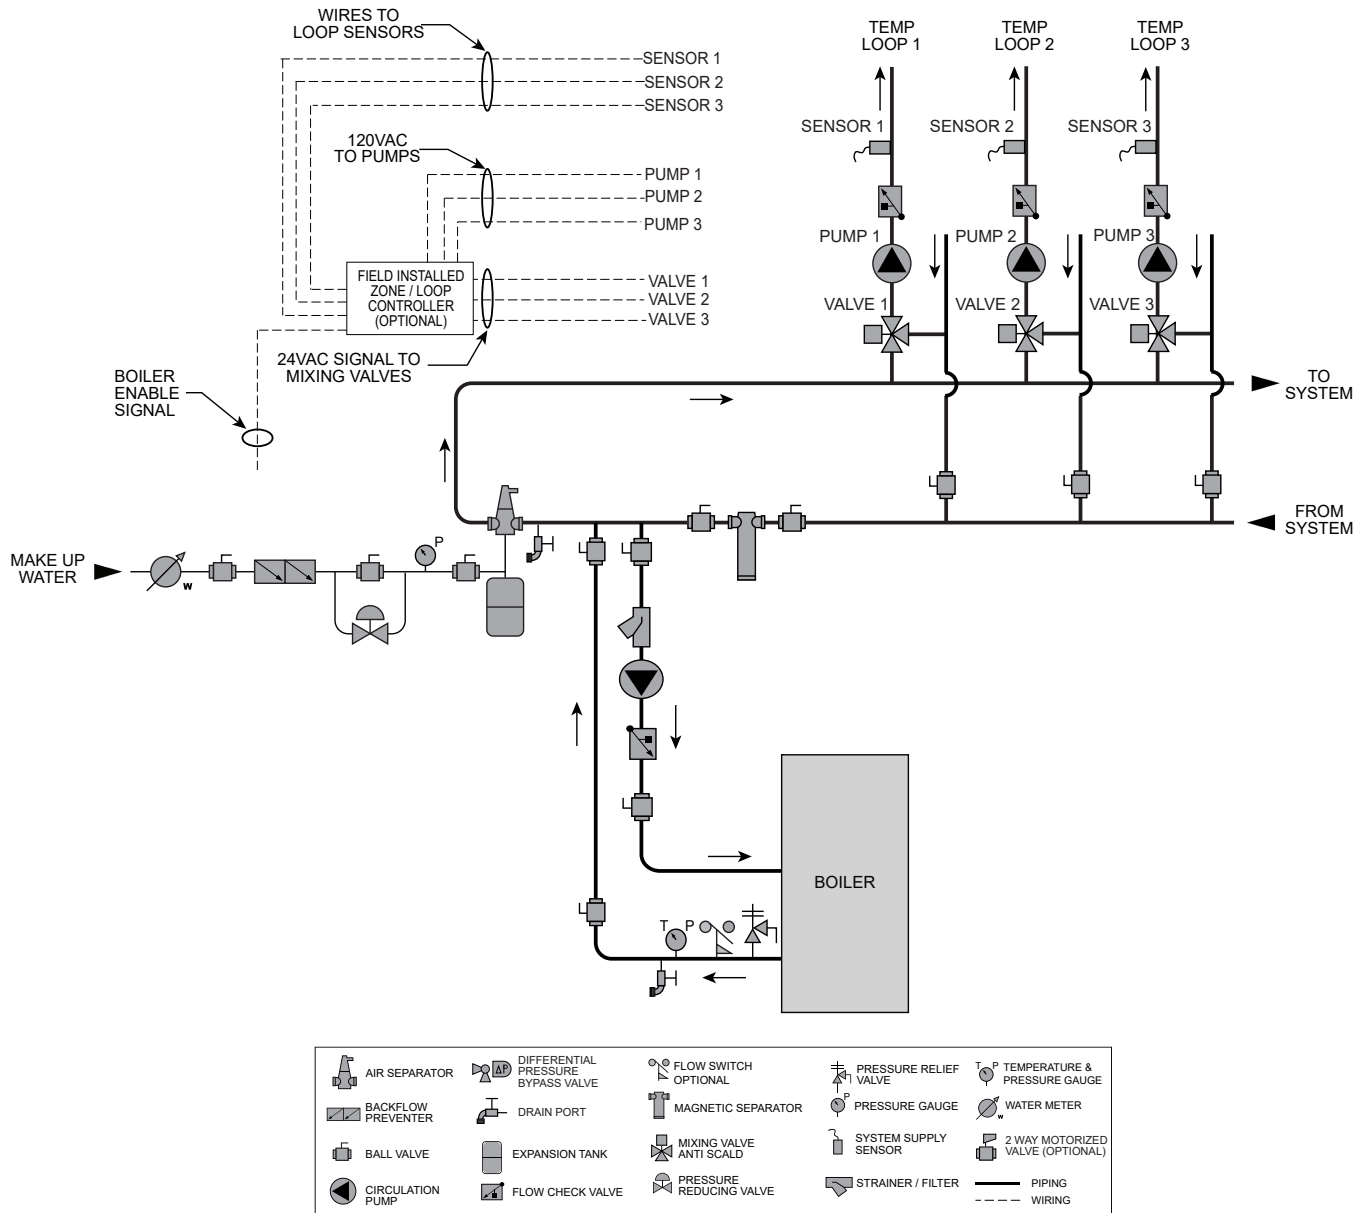 WIRES TO
LOOP SENSORS
SENSOR 1
SENSOR 2
SENSOR 3
120VAC
TO PUMPS
PUMP 1
PUMP 2
PUMP 3
FIELD INSTALLED
ZONE / LOOP
CONTROLLER
(OPTIONAL)
VALVE 1
VALVE 2
VALVE 3
24VAC SIGNAL TO
MIXING VALVES
BOILER
ENABLE
SIGNAL
TEMP
LOOP 1
TEMP
LOOP 2
TEMP
LOOP 3
SENSOR 1
SENSOR 2
SENSOR 3
PUMP 1
PUMP 2
PUMP 3
VALVE 1
VALVE 2
VALVE 3
TO
SYSTEM
FROM
SYSTEM
MAKE UP
WATER
W
P
BOILER
T
P
AIR SEPARATOR
BACKFLOW
PREVENTER
BALL VALVE
CIRCULATION
PUMP
ΔP
DIFFERENTIAL
PRESSURE
BYPASS VALVE
DRAIN PORT
EXPANSION TANK
FLOW CHECK VALVE
FLOW SWITCH
OPTIONAL
MAGNETIC SEPARATOR
MIXING VALVE
ANTI SCALD
PRESSURE
REDUCING VALVE
PRESSURE RELIEF
VALVE
P
PRESSURE GAUGE
SYSTEM SUPPLY
SENSOR
STRAINER / FILTER
T
P
TEMPERATURE &
PRESSURE GAUGE
W
WATER METER
2 WAY MOTORIZED
VALVE (OPTIONAL)
PIPING
WIRING